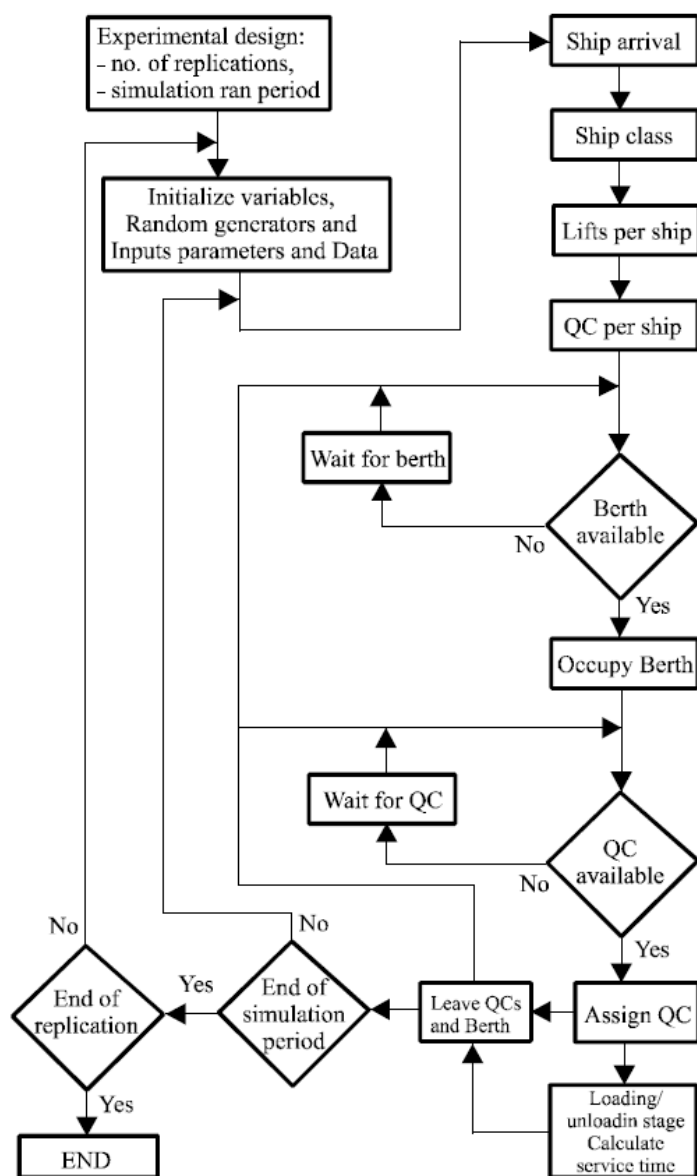 Experimental design:
- no. of replications,
- simulation ran period
Initialize variables,
Random generators and
Inputs parameters and Data
Ship arrival
Ship class
Lifts per ship
QC per ship
Wait for berth
Berth
available
No
Yes
Occupy Berth
Wait for QC
QC
available
No
Yes
Assign QC
Loading/
unloadin stage
Calculate
service time
Leave QCs
and Berth
End of
simulation
period
No
Yes
End of
replication
No
Yes
END